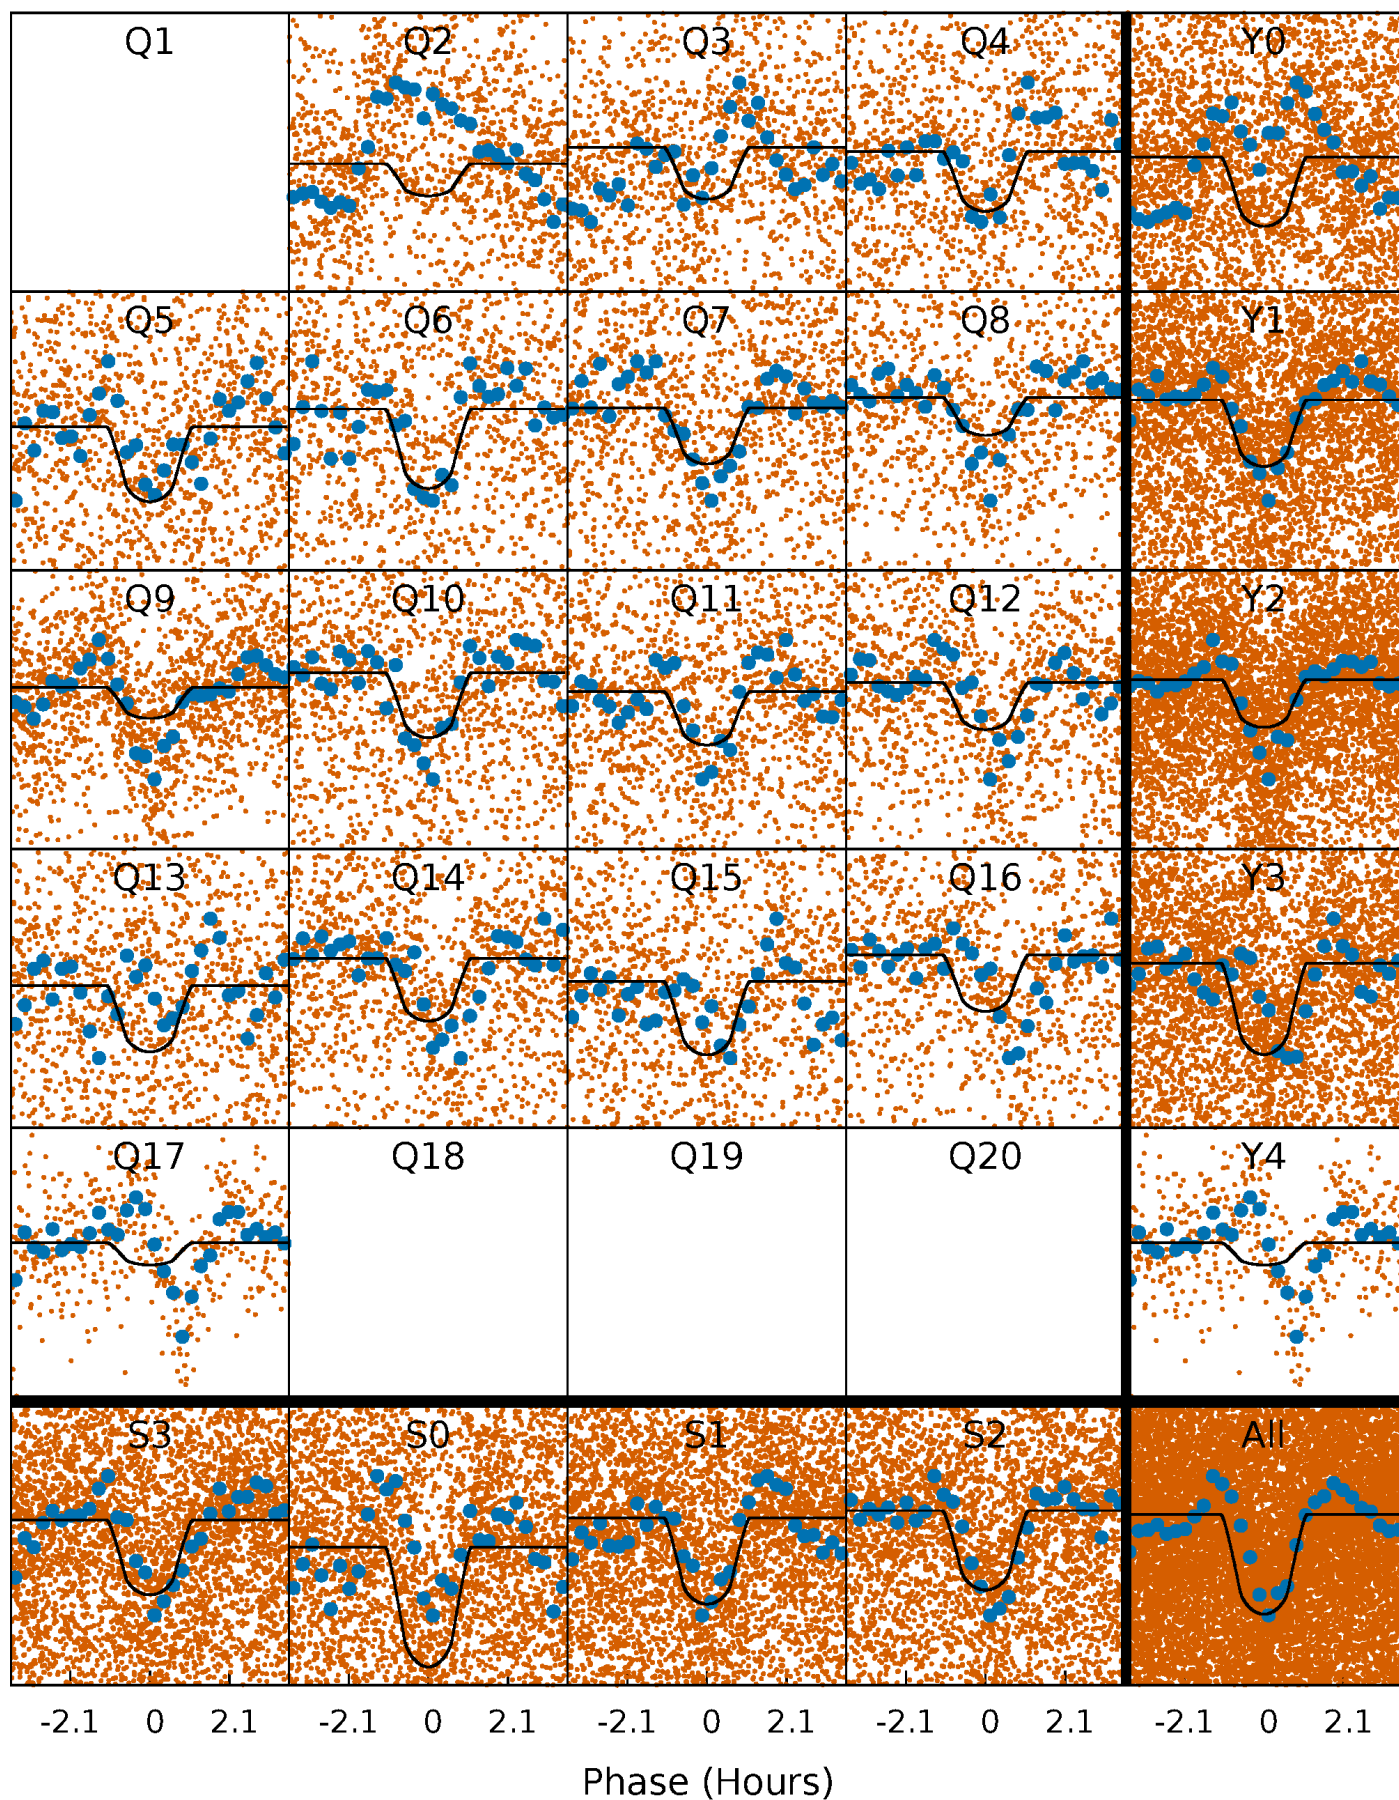 Q1 Q2 Q3 Q4 Y0
Q5 Q6 Q7 Q8 Y1
Q9 Q10 Q11 Q12 Y2
Q13 Q14 Q15 Q16 Y3
Q17 Q18 Q19 Q20 Y4
S3 S0 S1 S2 All
-2.1 0 2.1 -2.1 0 2.1 -2.1 0 2.1 -2.1 0 2.1 -2.1 0 2.1
Phase (Hours)